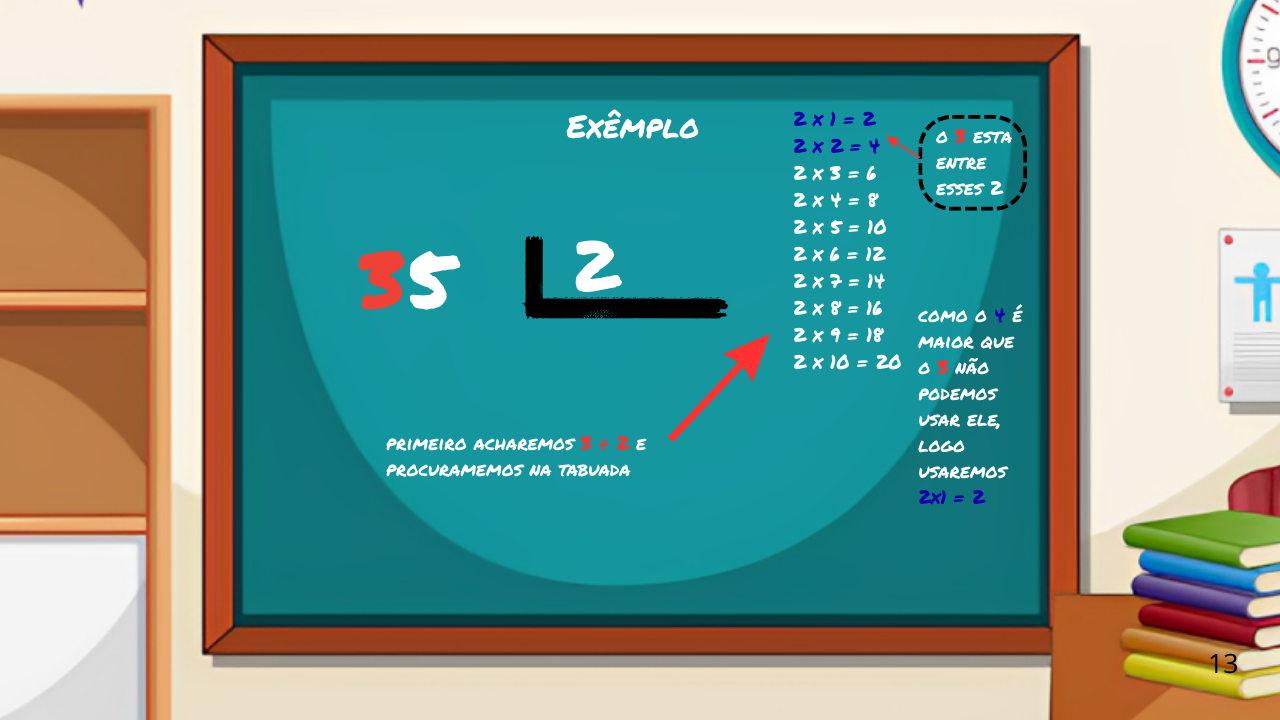 Exêmplo
35
2
primeiro acharemos 3 ÷ 2 e
procuramemos na tabuada
2 x 1 = 2
2 x 2 = 4
2 x 3 = 6
2 x 4 = 8
2 x 5 = 10
2 x 6 = 12
2 x 7 = 14
2 x 8 = 16
2 x 9 = 18
2 x 10 = 20
o 3 esta
entre
esses 2
como o 4 é
maior que
o 3 não
podemos
usar ele,
logo
usaremos
2x1 = 2
9
13